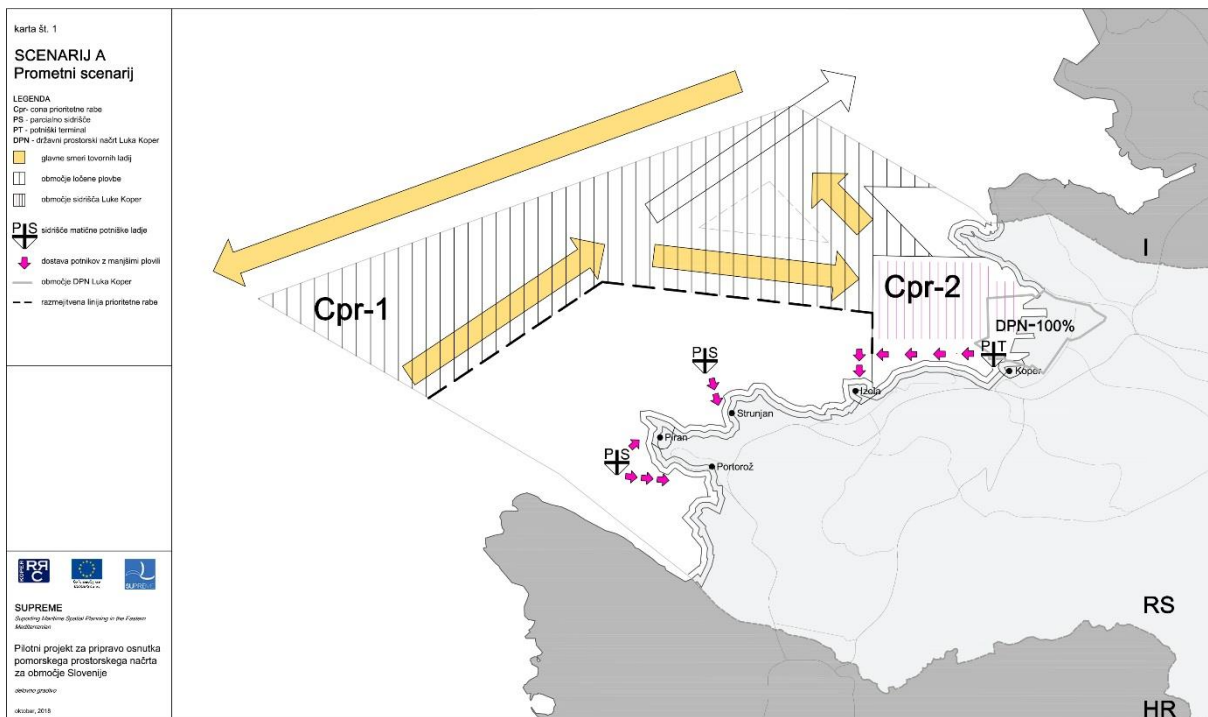 karta št. 1
SCENARIJ A
Prometni scenarij
LEGENDA
Cpr- cona prioritetne rabe
PS - parcialno sidrišče
PT - potniški terminal
DPN - državni prostorski načrt Luka Koper
glavne smeri tovornih ladij
območje ločene plovbe
območje sidrišča Luke Koper
P S sidrišče matične potniške ladje
dostava potnikov z manjšimi plovili
območje DPN Luka Koper
razmejitvena linija prioritetne rabe
Cpr-1
Cpr-2
I
DPN-100%
P T
Koper
P S
Izola
Strunjan
Piran
P S
Portorož
RS
HR
KOPER
RRC
SUPREME
SUPREME
Suporting Maritime Spatial Planning in the Eastern
Mediterranean
Pilotni projekt za pripravo osnutka
pomorskega prostorskega načrta
za območje Slovenije
delovno gradivo
oktober, 2018